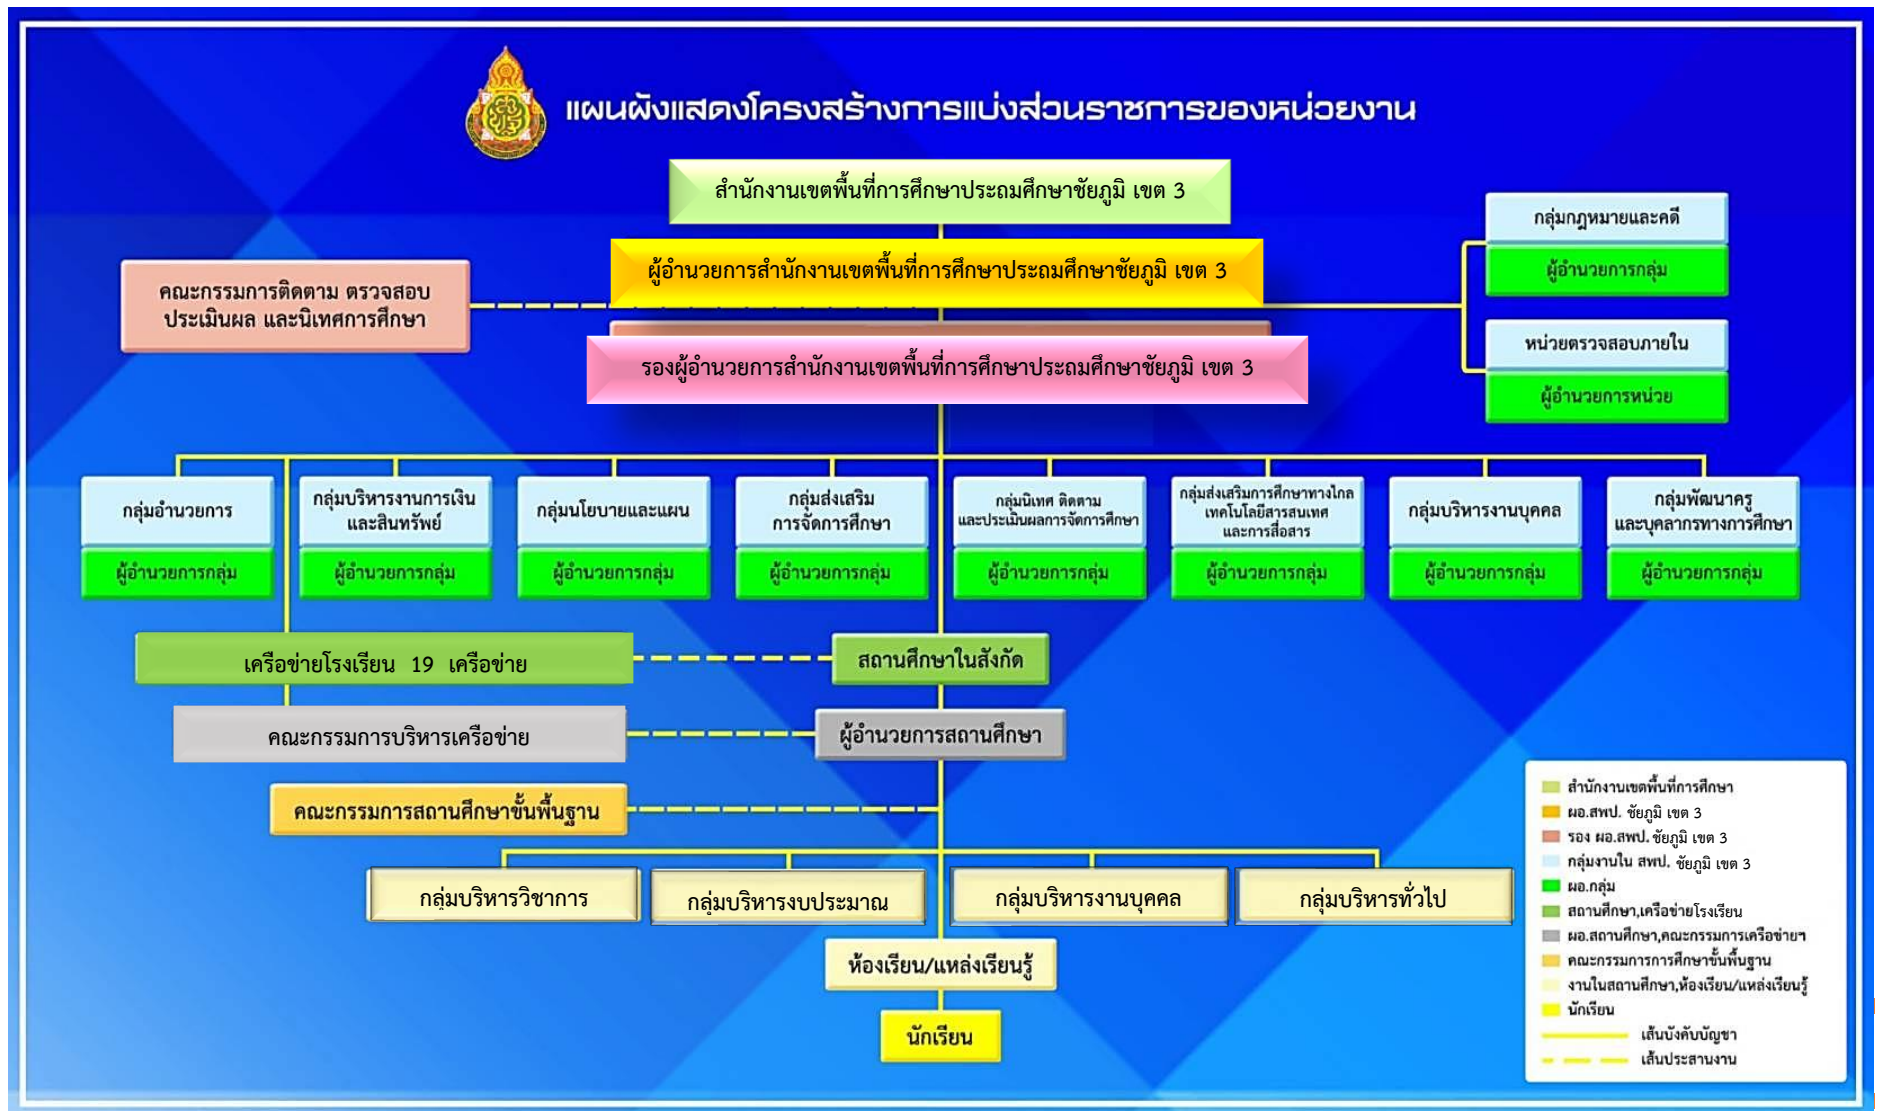 แผนผังแสดงโครงสร้างการแบ่งส่วนราชการของหน่วยงาน
สำนักงานเขตพื้นที่การศึกษาประถมศึกษาชัยภูมิ เขต 3
ผู้อำนวยการสำนักงานเขตพื้นที่การศึกษาประถมศึกษาชัยภูมิ เขต 3
คณะกรรมการติดตาม ตรวจสอบ
ประเมินผล และนิเทศการศึกษา
รองผู้อำนวยการสำนักงานเขตพื้นที่การศึกษาประถมศึกษาชัยภูมิ เขต 3
กลุ่มกฎหมายและคดี
ผู้อำนวยการกลุ่ม
หน่วยตรวจสอบภายใน
ผู้อำนวยการหน่วย
กลุ่มอำนวยการ
ผู้อำนวยการกลุ่ม
กลุ่มบริหารงานการเงิน
และสินทรัพย์
ผู้อำนวยการกลุ่ม
กลุ่มนโยบายและแผน
ผู้อำนวยการกลุ่ม
กลุ่มส่งเสริม
การจัดการศึกษา
ผู้อำนวยการกลุ่ม
กลุ่มนิเทศ ติดตาม
และประเมินผลการจัดการศึกษา
ผู้อำนวยการกลุ่ม
กลุ่มส่งเสริมการศึกษาทางไกล
เทคโนโลยีสารสนเทศ
และการสื่อสาร
ผู้อำนวยการกลุ่ม
กลุ่มบริหารงานบุคคล
ผู้อำนวยการกลุ่ม
กลุ่มพัฒนาครู
และบุคลากรทางการศึกษา
ผู้อำนวยการกลุ่ม
เครือข่ายโรงเรียน 19 เครือข่าย
สถานศึกษาในสังกัด
คณะกรรมการบริหารเครือข่าย
ผู้อำนวยการสถานศึกษา
คณะกรรมการสถานศึกษาขั้นพื้นฐาน
กลุ่มบริหารวิชาการ
กลุ่มบริหารงบประมาณ
กลุ่มบริหารงานบุคคล
กลุ่มบริหารทั่วไป
ห้องเรียน/แหล่งเรียนรู้
นักเรียน
สำนักงานเขตพื้นที่การศึกษา
ผอ.สพป. ชัยภูมิ เขต 3
รอง ผอ.สพป. ชัยภูมิ เขต 3
กลุ่มงานใน สพป. ชัยภูมิ เขต 3
ผอ.กลุ่ม
สถานศึกษา,เครือข่ายโรงเรียน
ผอ.สถานศึกษา,คณะกรรมการเครือข่ายฯ
คณะกรรมการการศึกษาขั้นพื้นฐาน
งานในสถานศึกษา,ห้องเรียน/แหล่งเรียนรู้
นักเรียน
เส้นบังคับบัญชา
เส้นประสานงาน